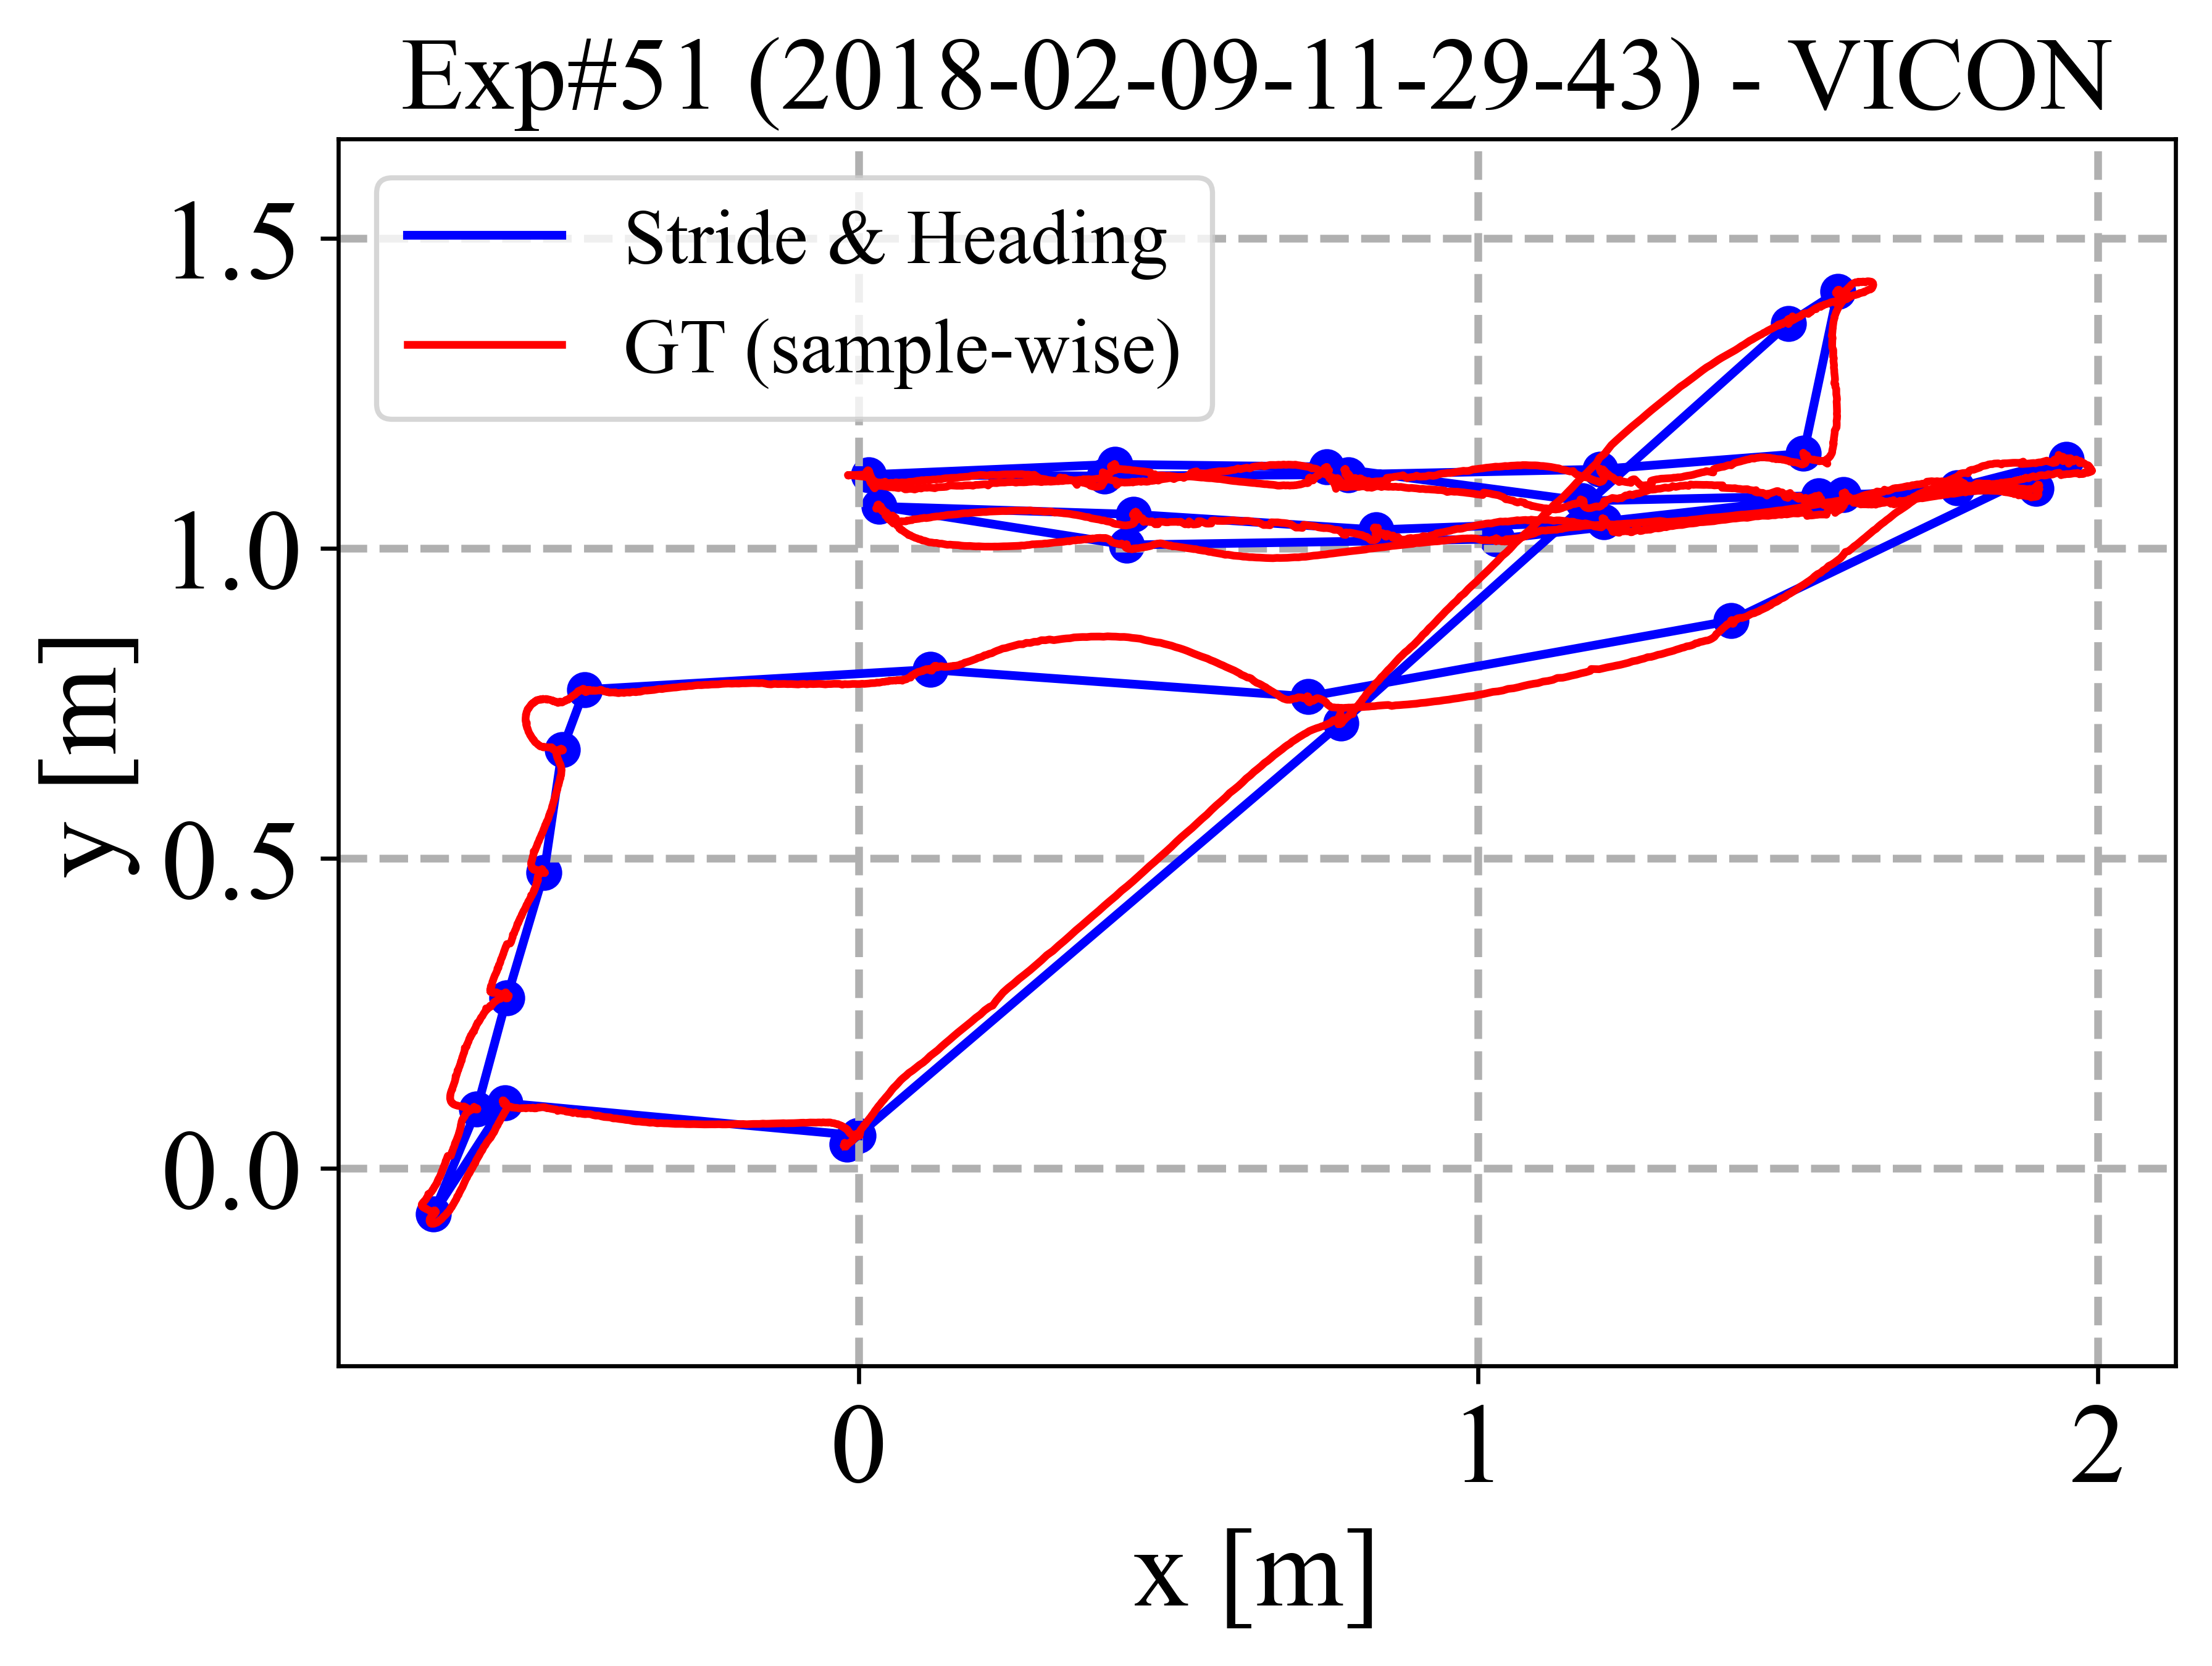 Exp#51 (2018-02-09-11-29-43) - VICON
Stride & Heading
GT (sample-wise)
1.5
1.0
0.5
0.0
y [m]
0 1 2
x [m]